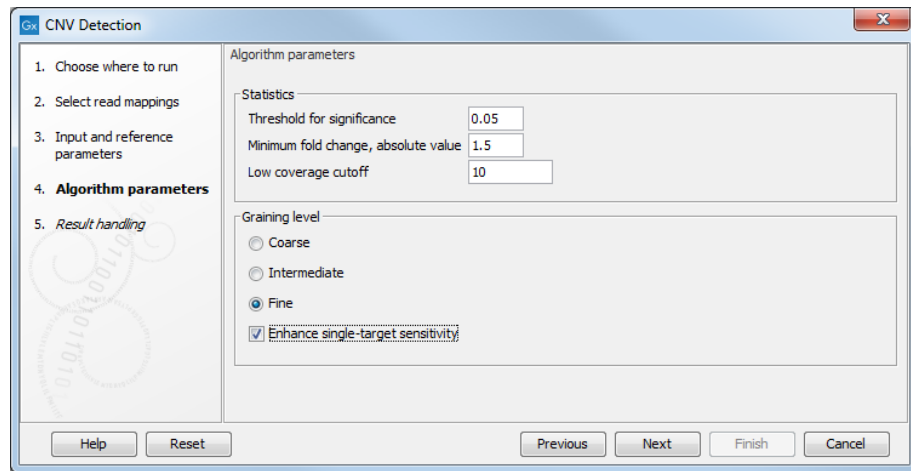 Gx CNV Detection
X
1. Choose where to run
2. Select read mappings
3. Input and reference
parameters
4. Algorithm parameters
5. Result handling
Algorithm parameters
Statistics
Threshold for significance 0.05
Minimum fold change, absolute value 1.5
Low coverage cutoff 10
Graining level
Coarse
Intermediate
Fine
Enhance single-target sensitivity
Help Reset Previous Next Finish Cancel